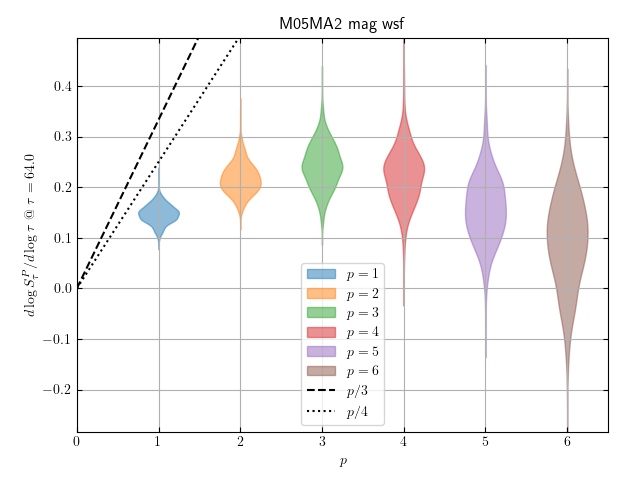 M05MA2 mag wsf
d log S_τ^P / d log τ @ τ = 64.0
0.4
0.3
0.2
0.1
0.0
−0.1
−0.2
p = 1
p = 2
p = 3
p = 4
p = 5
p = 6
p/3
p/4
0 1 2 3 4 5 6
p